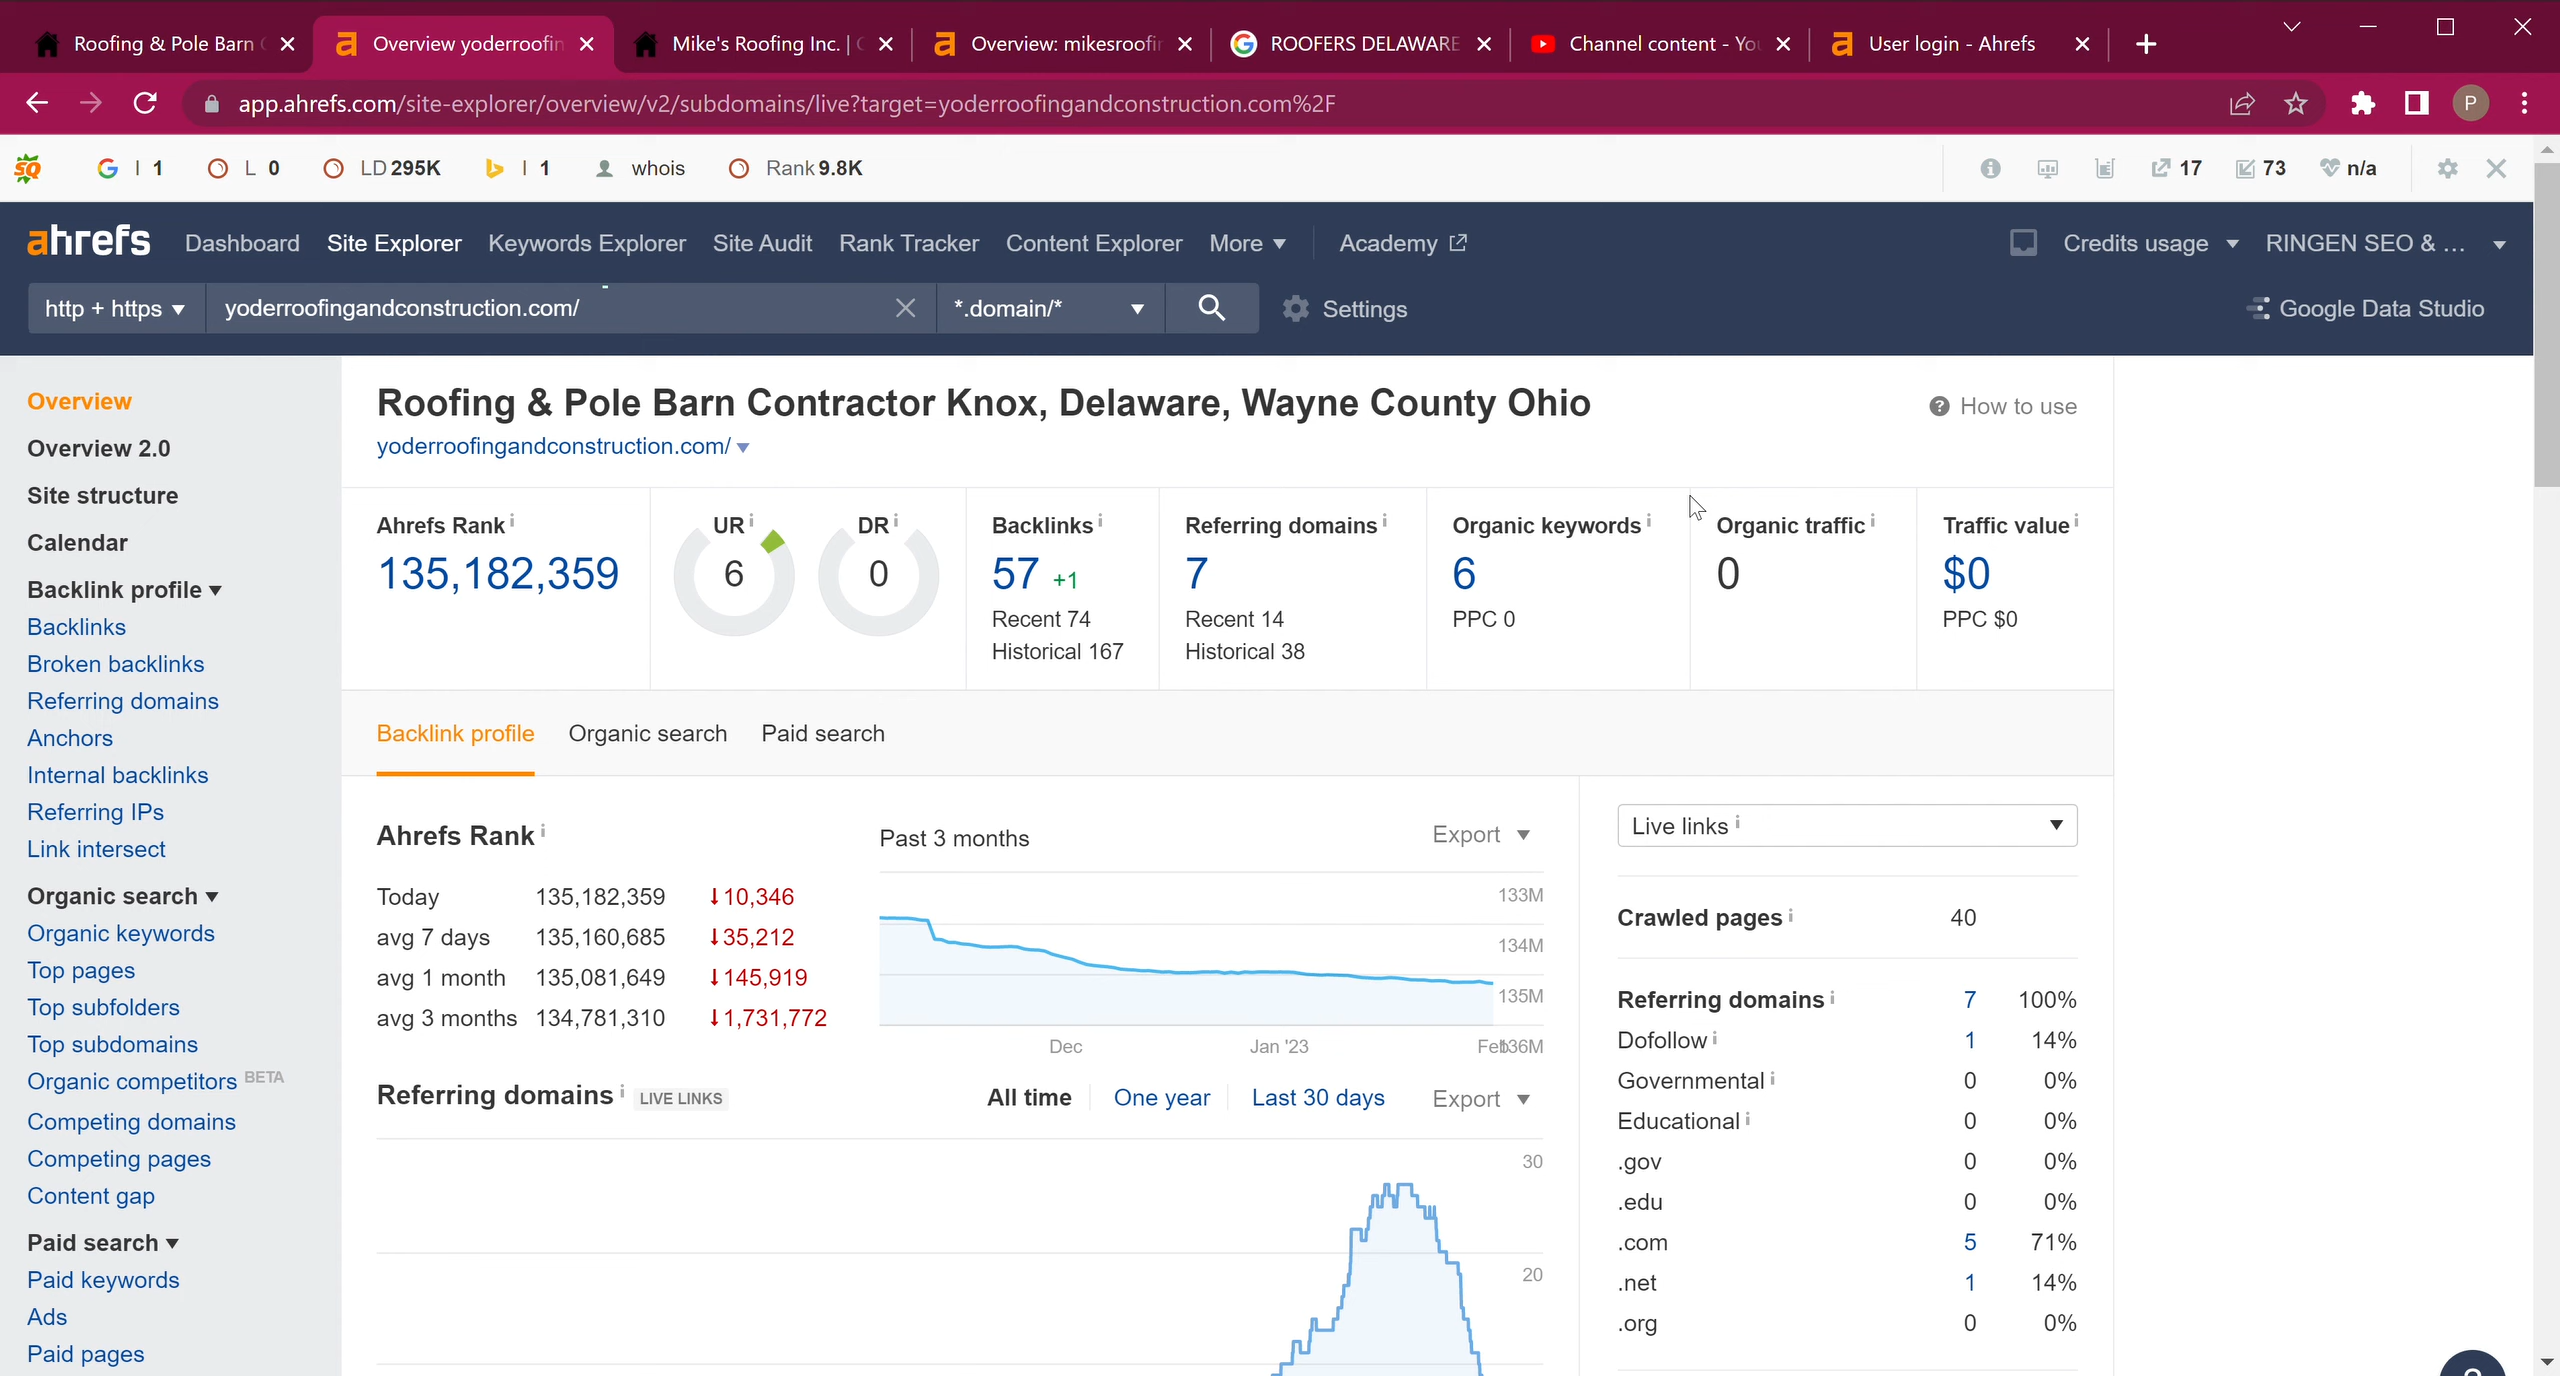 Roofing & Pole Barn
Overview yoderroofin
Mike's Roofing Inc. |
Overview: mikesroofi
ROOFERS DELAWARE
Channel content - You
User login - Ahrefs
app.ahrefs.com/site-explorer/overview/v2/subdomains/live?target=yoderroofingandconstruction.com%2F
P
SQ
I 1
L 0
LD 295K
I 1
whois
Rank 9.8K
17
73
n/a
ahrefs
Dashboard
Site Explorer
Keywords Explorer
Site Audit
Rank Tracker
Content Explorer
More
Academy
Credits usage
RINGEN SEO & ...
http + https
yoderroofingandconstruction.com/
*.domain/*
Settings
Google Data Studio
Overview
Overview 2.0
Site structure
Calendar
Backlink profile
Backlinks
Broken backlinks
Referring domains
Anchors
Internal backlinks
Referring IPs
Link intersect
Organic search
Organic keywords
Top pages
Top subfolders
Top subdomains
Organic competitors BETA
Competing domains
Competing pages
Content gap
Paid search
Paid keywords
Ads
Paid pages
Roofing & Pole Barn Contractor Knox, Delaware, Wayne County Ohio
How to use
yoderroofingandconstruction.com/
Ahrefs Rank i
135,182,359
UR i
6
DR i
0
Backlinks i
57 +1
Recent 74
Historical 167
Referring domains i
7
Recent 14
Historical 38
Organic keywords i
6
PPC 0
Organic traffic i
0
Traffic value i
$0
PPC $0
Backlink profile
Organic search
Paid search
Ahrefs Rank i
Past 3 months
Export
Today 135,182,359 ↓10,346
avg 7 days 135,160,685 ↓35,212
avg 1 month 135,081,649 ↓145,919
avg 3 months 134,781,310 ↓1,731,772
133M
134M
135M
136M
Dec
Jan '23
Feb
Referring domains i LIVE LINKS
All time
One year
Last 30 days
Export
30
20
Live links i
Crawled pages i 40
Referring domains i 7 100%
Dofollow i 1 14%
Governmental i 0 0%
Educational i 0 0%
.gov 0 0%
.edu 0 0%
.com 5 71%
.net 1 14%
.org 0 0%